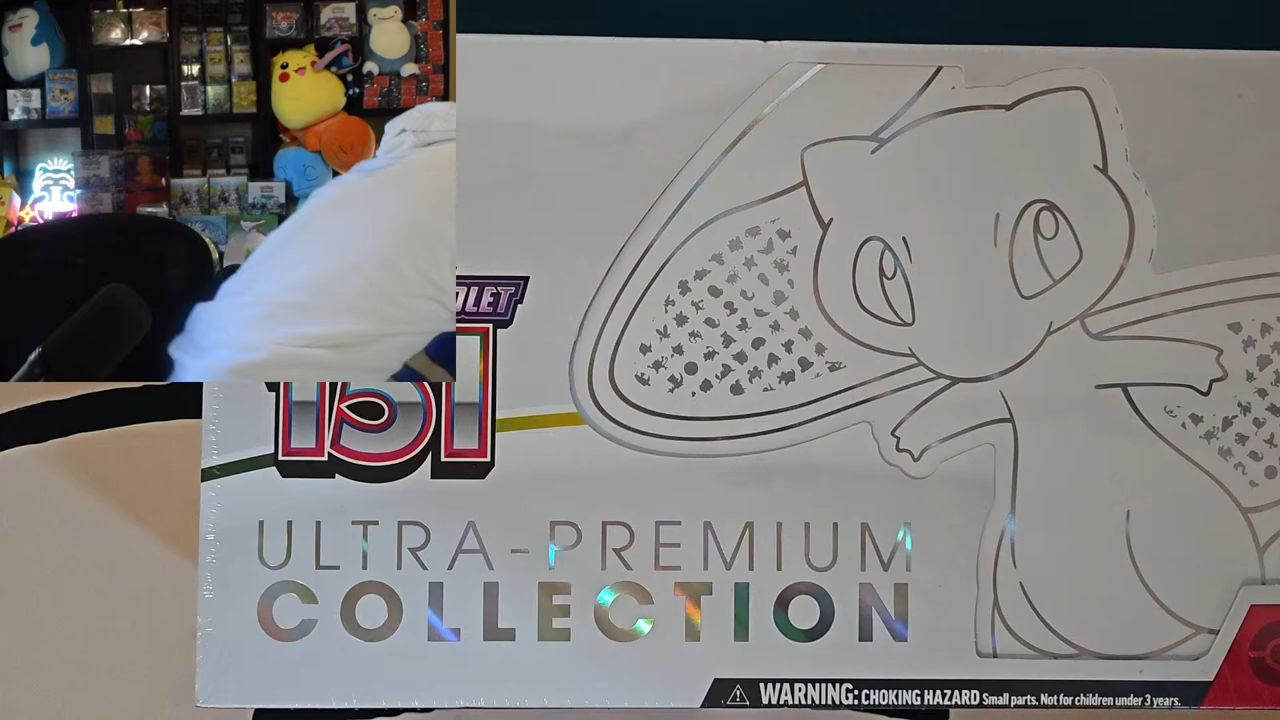 OLET
151
ULTRA-PREMIUM
COLLECTION
WARNING: CHOKING HAZARD Small parts. Not for children under 3 years.